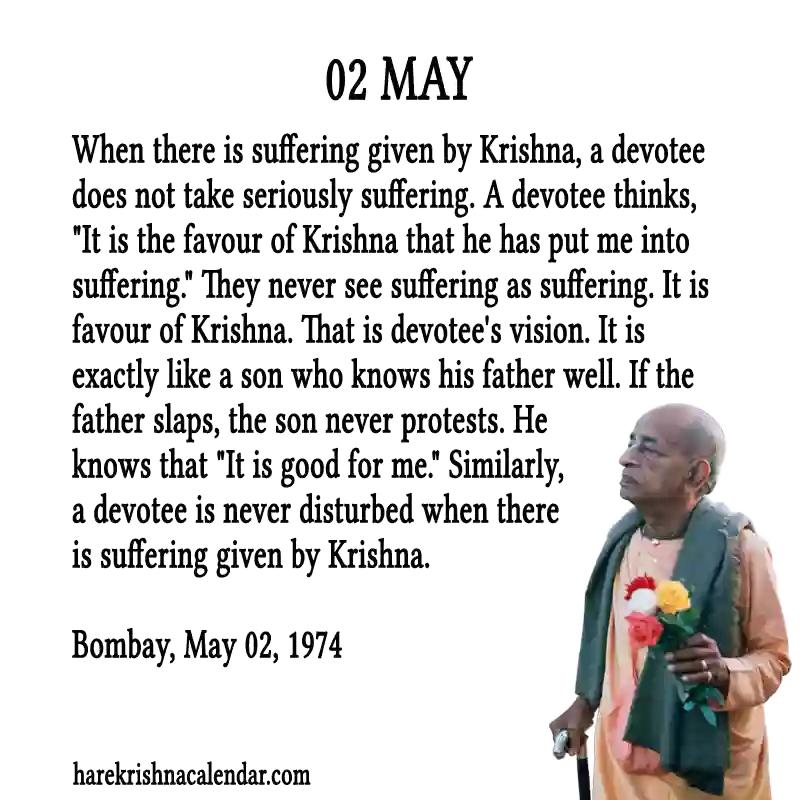 02 MAY
When there is suffering given by Krishna, a devotee
does not take seriously suffering. A devotee thinks,
"It is the favour of Krishna that he has put me into
suffering." They never see suffering as suffering. It is
favour of Krishna. That is devotee's vision. It is
exactly like a son who knows his father well. If the
father slaps, the son never protests. He
knows that "It is good for me." Similarly,
a devotee is never disturbed when there
is suffering given by Krishna.
Bombay, May 02, 1974
harekrishnacalendar.com